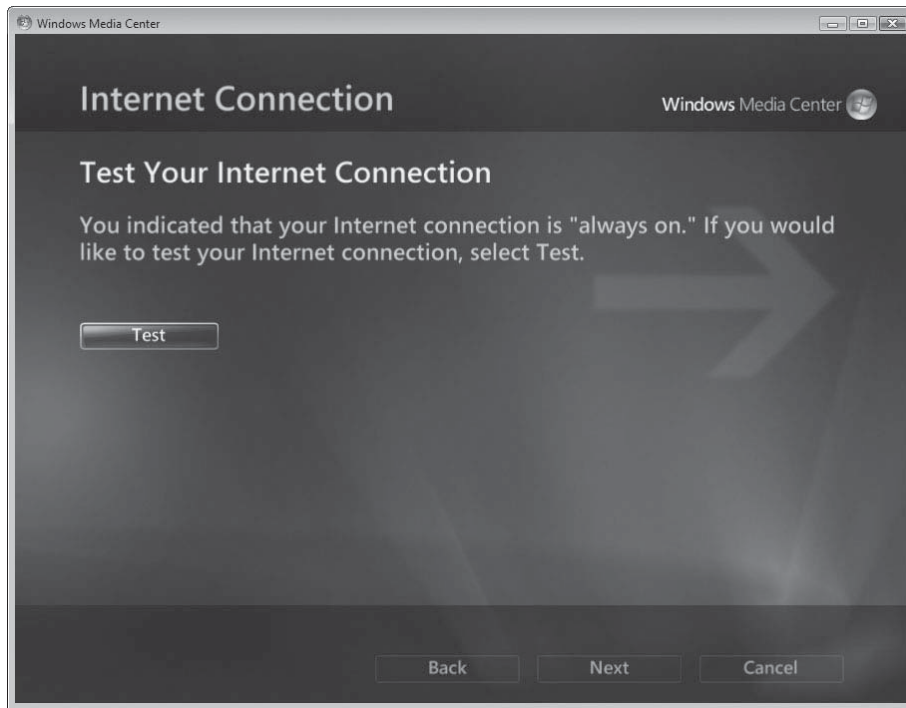 Windows Media Center
Internet Connection
Windows Media Center
Test Your Internet Connection
You indicated that your Internet connection is "always on." If you would
like to test your Internet connection, select Test.
Test
Back Next Cancel